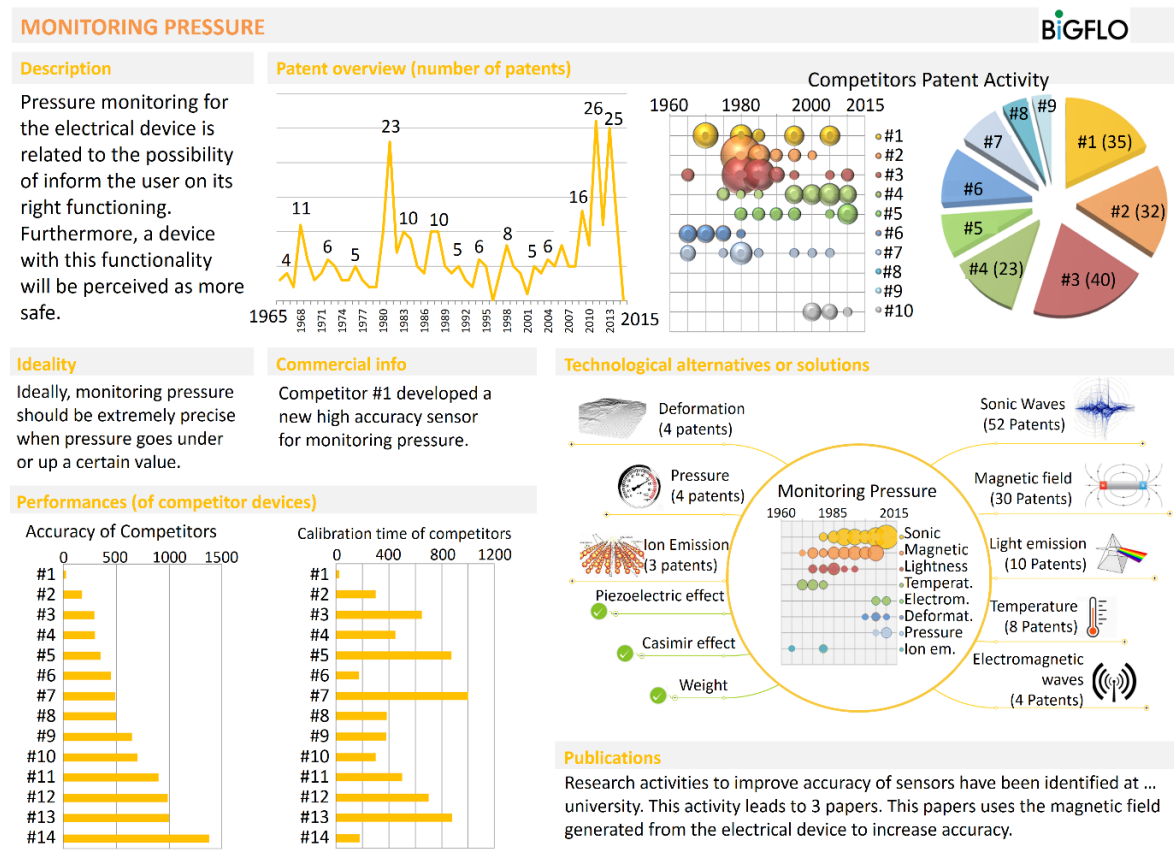 MONITORING PRESSURE
BiGFLO
Description
Pressure monitoring for
the electrical device is
related to the possibility
of inform the user on its
right functioning.
Furthermore, a device
with this functionality
will be perceived as more
safe.
Patent overview (number of patents)
4
11
6
5
23
10
10
5
6
8
5
6
16
26
25
1965
1968
1971
1974
1977
1980
1983
1986
1989
1992
1995
1998
2001
2004
2007
2010
2013
2015
Competitors Patent Activity
1960 1980 2000 2015
#1
#2
#3
#4
#5
#6
#7
#8
#9
#10
#1 (35)
#2 (32)
#3 (40)
#4 (23)
#5
#6
#7
#8
#9
Ideality
Ideally, monitoring pressure
should be extremely precise
when pressure goes under
or up a certain value.
Commercial info
Competitor #1 developed a
new high accuracy sensor
for monitoring pressure.
Performances (of competitor devices)
Accuracy of Competitors
0 500 1000 1500
#1
#2
#3
#4
#5
#6
#7
#8
#9
#10
#11
#12
#13
#14
Calibration time of competitors
0 400 800 1200
#1
#2
#3
#4
#5
#6
#7
#8
#9
#10
#11
#12
#13
#14
Technological alternatives or solutions
Deformation
(4 patents)
Pressure
(4 patents)
Ion Emission
(3 patents)
Piezoelectric effect
Casimir effect
Weight
Monitoring Pressure
1960 1985 2015
Sonic
Magnetic
Lightness
Temperat.
Electrom.
Deformat.
Pressure
Ion em.
Sonic Waves
(52 Patents)
Magnetic field
(30 Patents)
Light emission
(10 Patents)
Temperature
(8 Patents)
Electromagnetic
waves
(4 Patents)
Publications
Research activities to improve accuracy of sensors have been identified at ...
university. This activity leads to 3 papers. This papers uses the magnetic field
generated from the electrical device to increase accuracy.